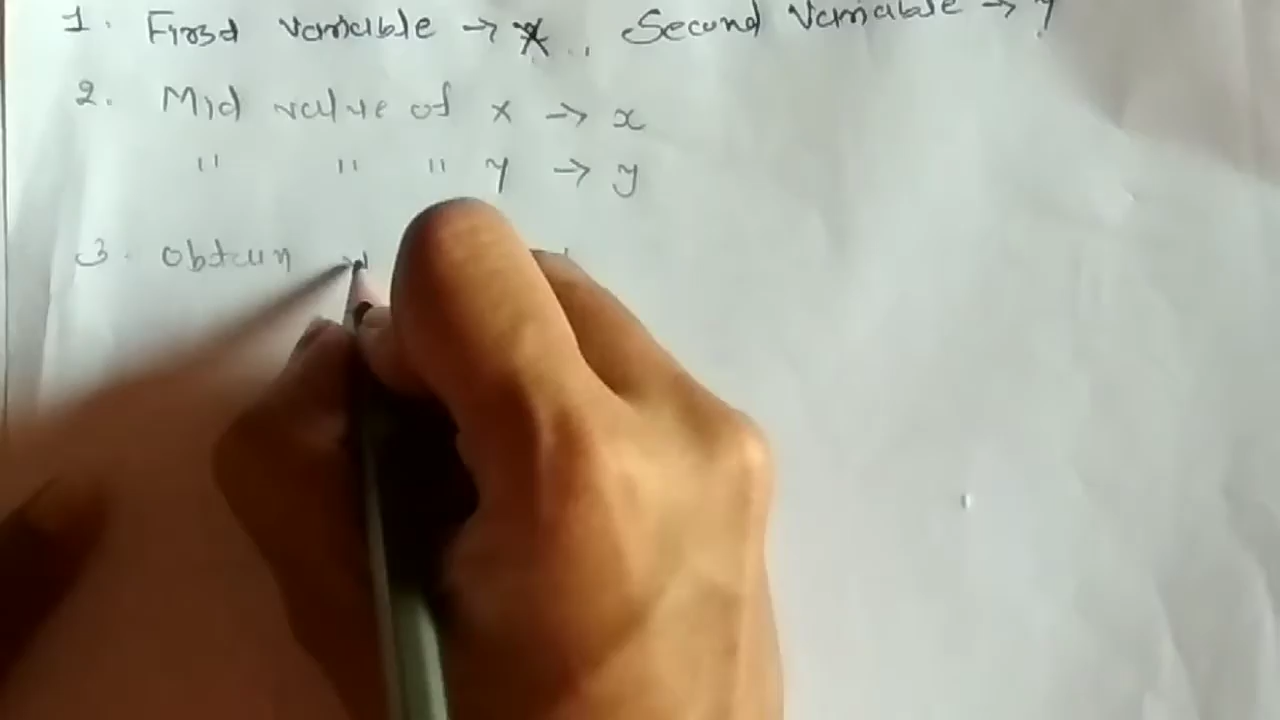 1. First variable → X .. Second Variable → Y
2. Mid value of x → x
" " " y → y
3. Obtain